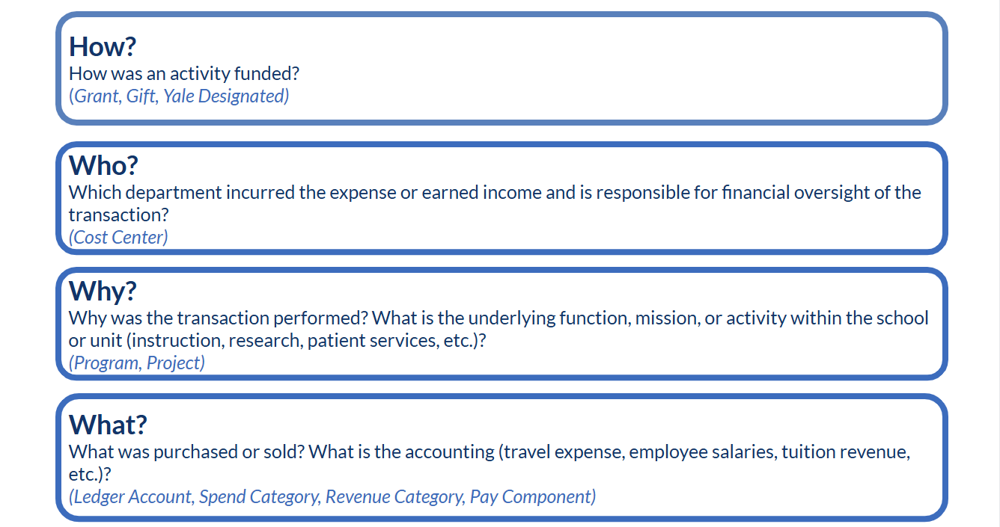 How?
How was an activity funded?
(Grant, Gift, Yale Designated)
Who?
Which department incurred the expense or earned income and is responsible for financial oversight of the
transaction?
(Cost Center)
Why?
Why was the transaction performed? What is the underlying function, mission, or activity within the school
or unit (instruction, research, patient services, etc.)?
(Program, Project)
What?
What was purchased or sold? What is the accounting (travel expense, employee salaries, tuition revenue,
etc.)?
(Ledger Account, Spend Category, Revenue Category, Pay Component)